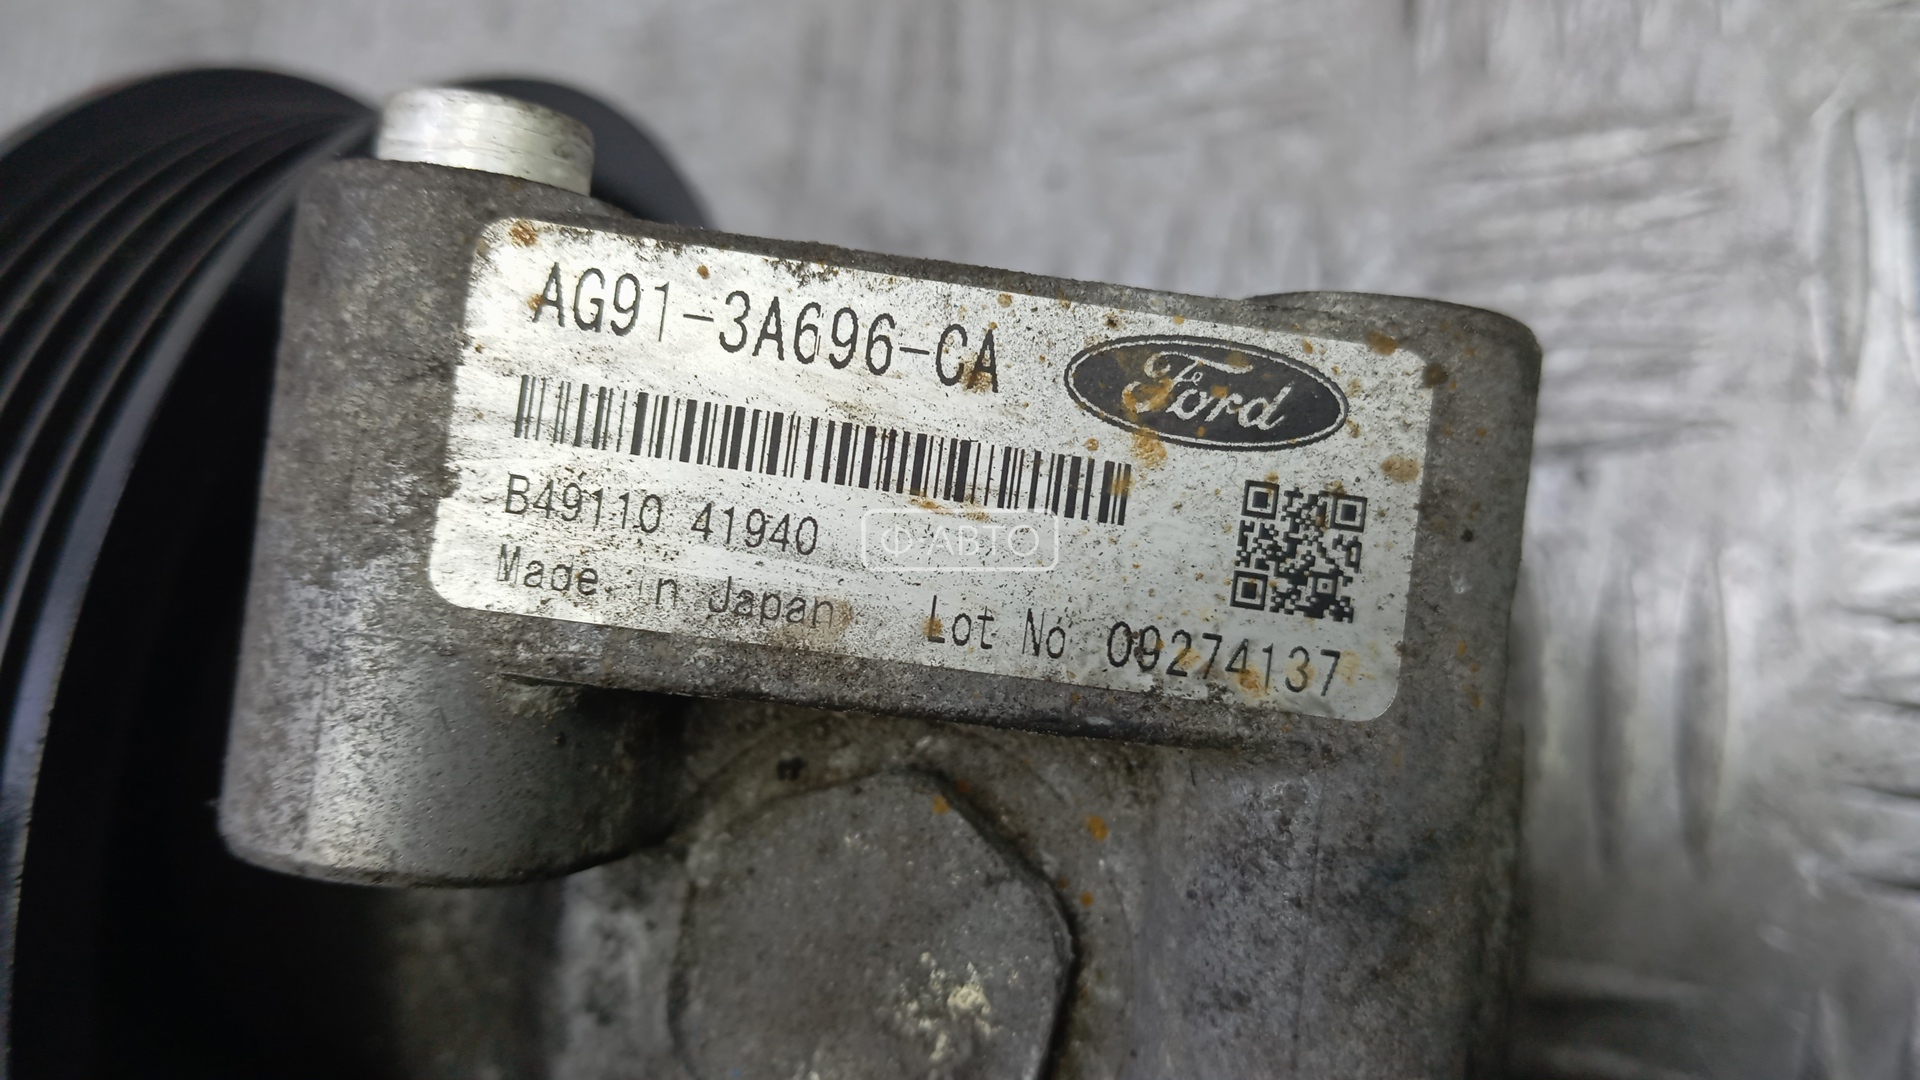 AG91-3A696-CA
Ford
B49110 41940
Ф-АВТО
Made in Japan
Lot No 09274137